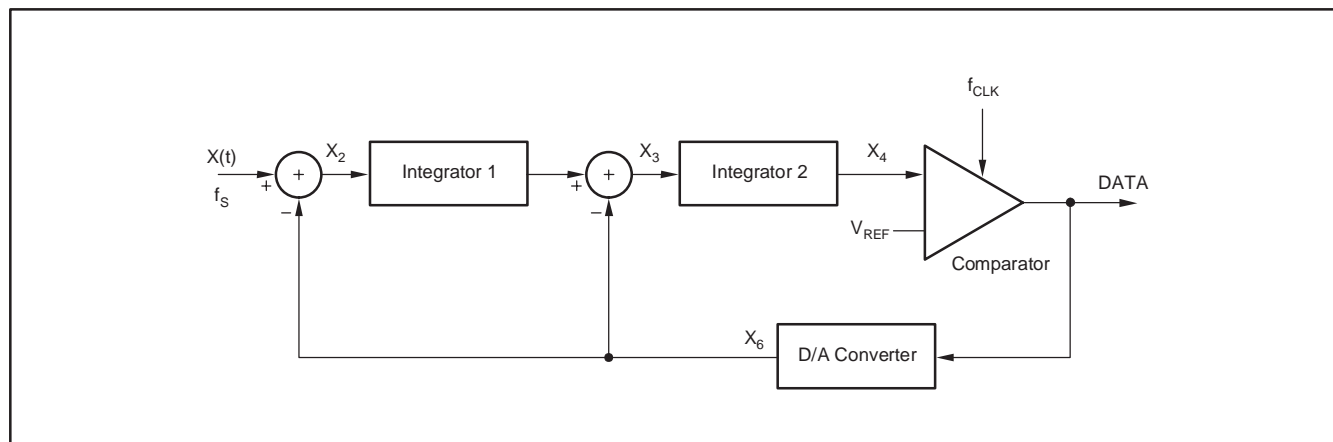 f_CLK
X(t)
f_S
+
–
+
X_2
Integrator 1
+
–
+
X_3
Integrator 2
X_4
V_REF
Comparator
DATA
X_6
D/A Converter